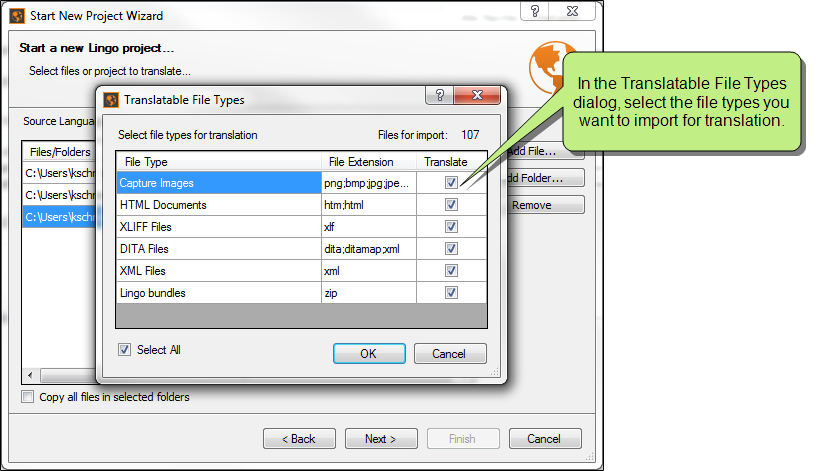 Start New Project Wizard
Start a new Lingo project...
Select files or project to translate...
In the Translatable File Types
dialog, select the file types you
want to import for translation.
Translatable File Types
Source Langua
Select file types for translation Files for import: 107
Files/Folders
File Type File Extension Translate
dd File...
C:\Users\ksch
Capture Images png;bmp;jpg;jpe...
dd Folder...
C:\Users\ksch
HTML Documents htm;html
Remove
C:\Users\ksch
XLIFF Files xlf
DITA Files dita;ditamap;xml
XML Files xml
Lingo bundles zip
Select All OK Cancel
Copy all files in selected folders
< Back Next > Finish Cancel